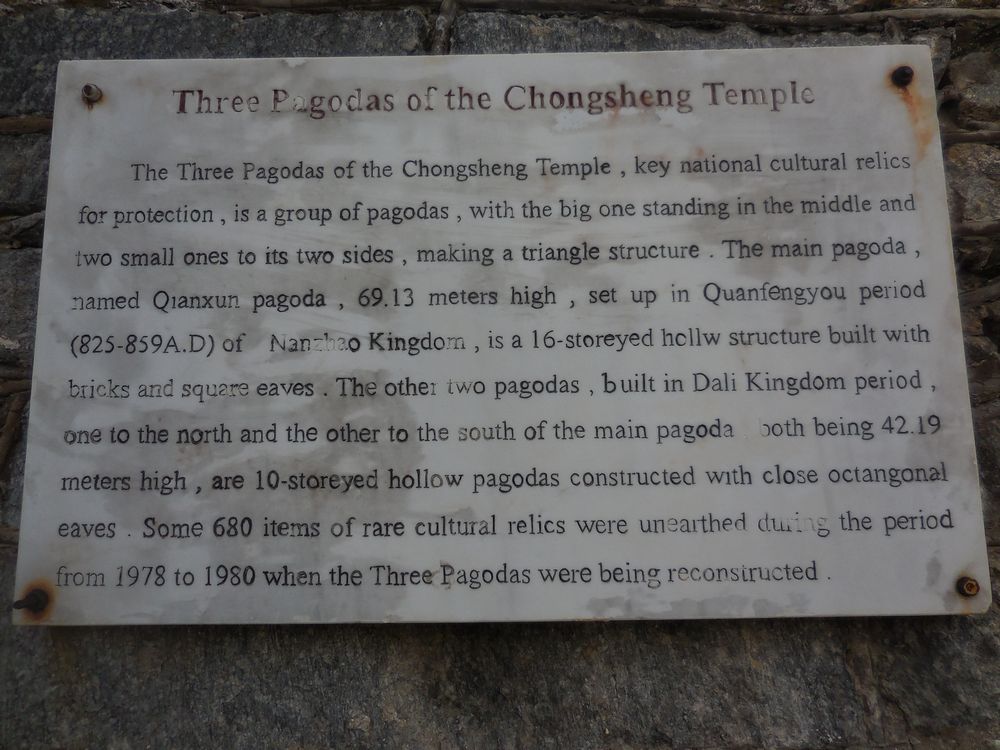 Three Pagodas of the Chongsheng Temple
The Three Pagodas of the Chongsheng Temple , key national cultural relics
for protection , is a group of pagodas , with the big one standing in the middle and
two small ones to its two sides , making a triangle structure . The main pagoda ,
named Qianxun pagoda , 69.13 meters high , set up in Quanfengyou period
(825-859A.D) of Nanzhao Kingdom , is a 16-storeyed hollw structure built with
bricks and square eaves . The other two pagodas , built in Dali Kingdom period ,
one to the north and the other to the south of the main pagoda both being 42.19
meters high , are 10-storeyed hollow pagodas constructed with close octangonal
eaves . Some 680 items of rare cultural relics were unearthed during the period
from 1978 to 1980 when the Three Pagodas were being reconstructed .